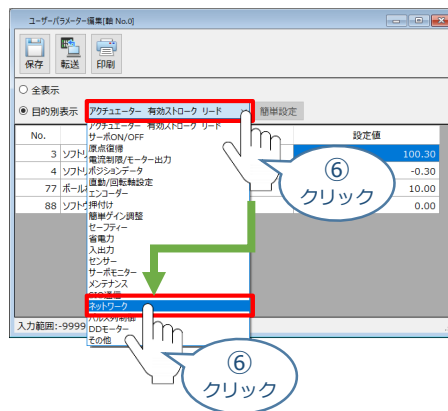 ユーザーパラメーター編集[軸 No.0]
保存 転送 印刷
全表示
目的別表示 アクチュエーター 有効ストローク リード 簡単設定
アクチュエーター 有効ストローク リード
サーボON/OFF
原点復帰
電流制限/モーター出力
ポジションデータ
直動/回転軸設定
エンコーダー
押付け
簡単ゲイン調整
セーフティー
省電力
入出力
センサー
サーボモニター
メンテナンス
ネットワーク
パルス列制御
DDモーター
その他
No. 設定値
3 ソフトリ 100.30
4 ソフトリ -0.30
77 ボール 10.00
88 ソフトウ 0.00
入力範囲:-9999
⑥
クリック
⑥
クリック